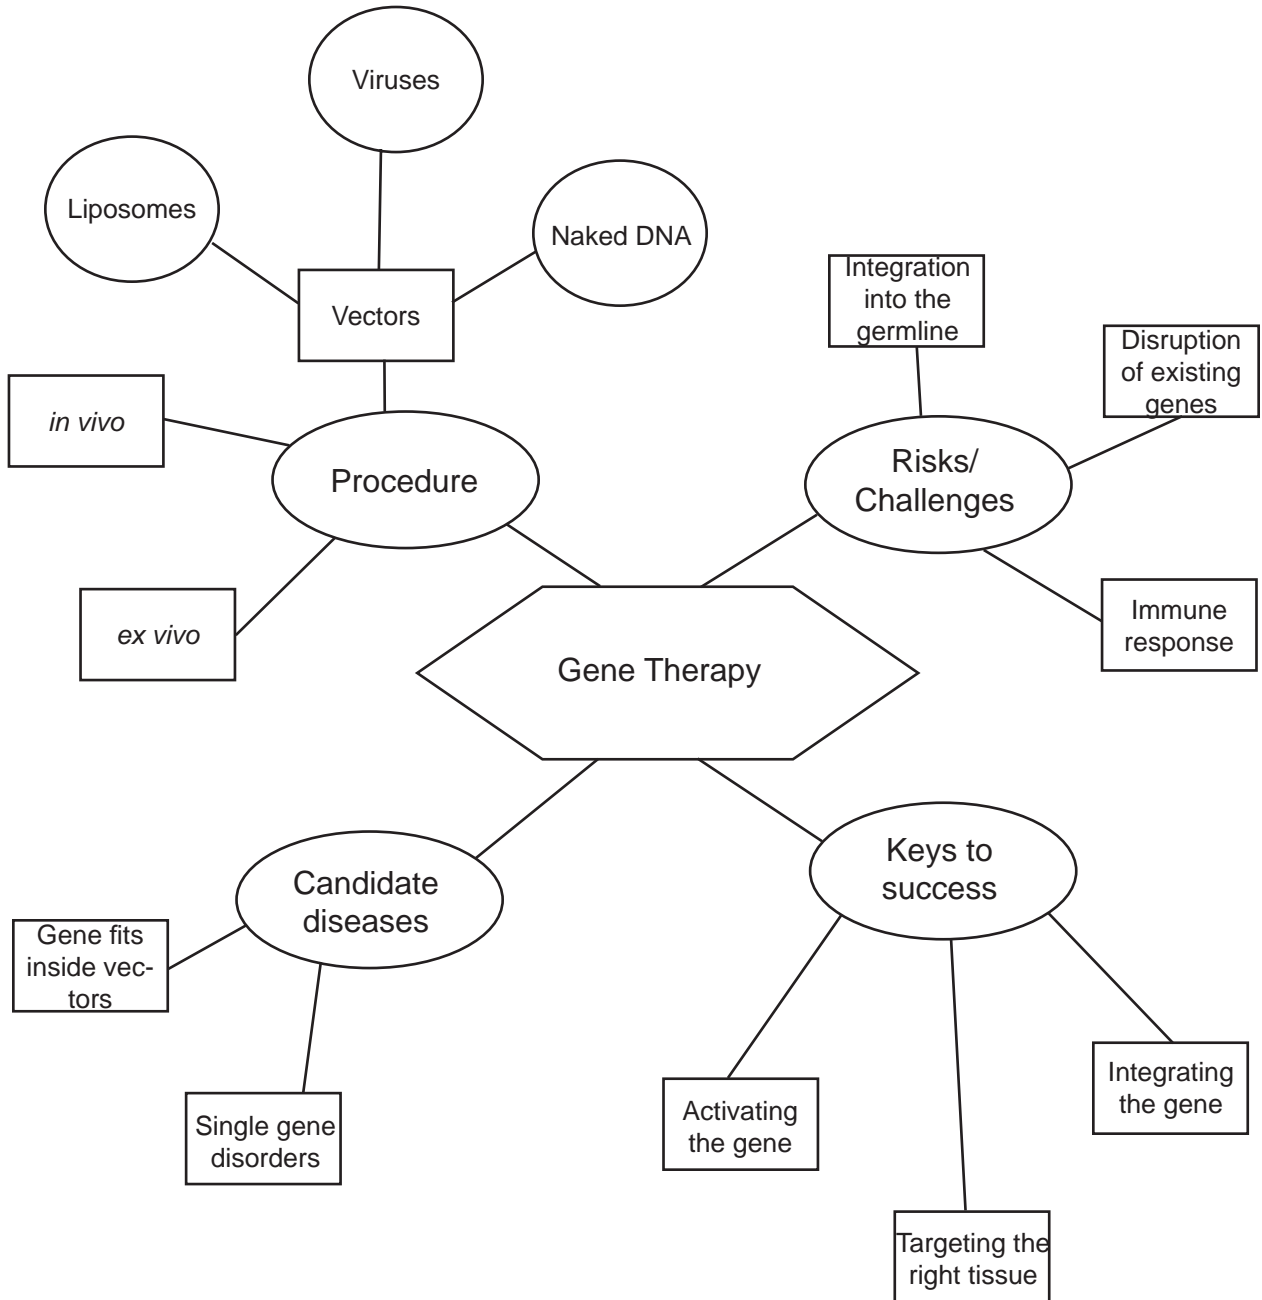 Viruses
Liposomes
Naked DNA
Vectors
in vivo
Procedure
ex vivo
Integration
into the
germline
Disruption
of existing
genes
Risks/
Challenges
Immune
response
Gene Therapy
Candidate
diseases
Gene fits
inside vec-
tors
Single gene
disorders
Keys to
success
Activating
the gene
Targeting the
right tissue
Integrating
the gene